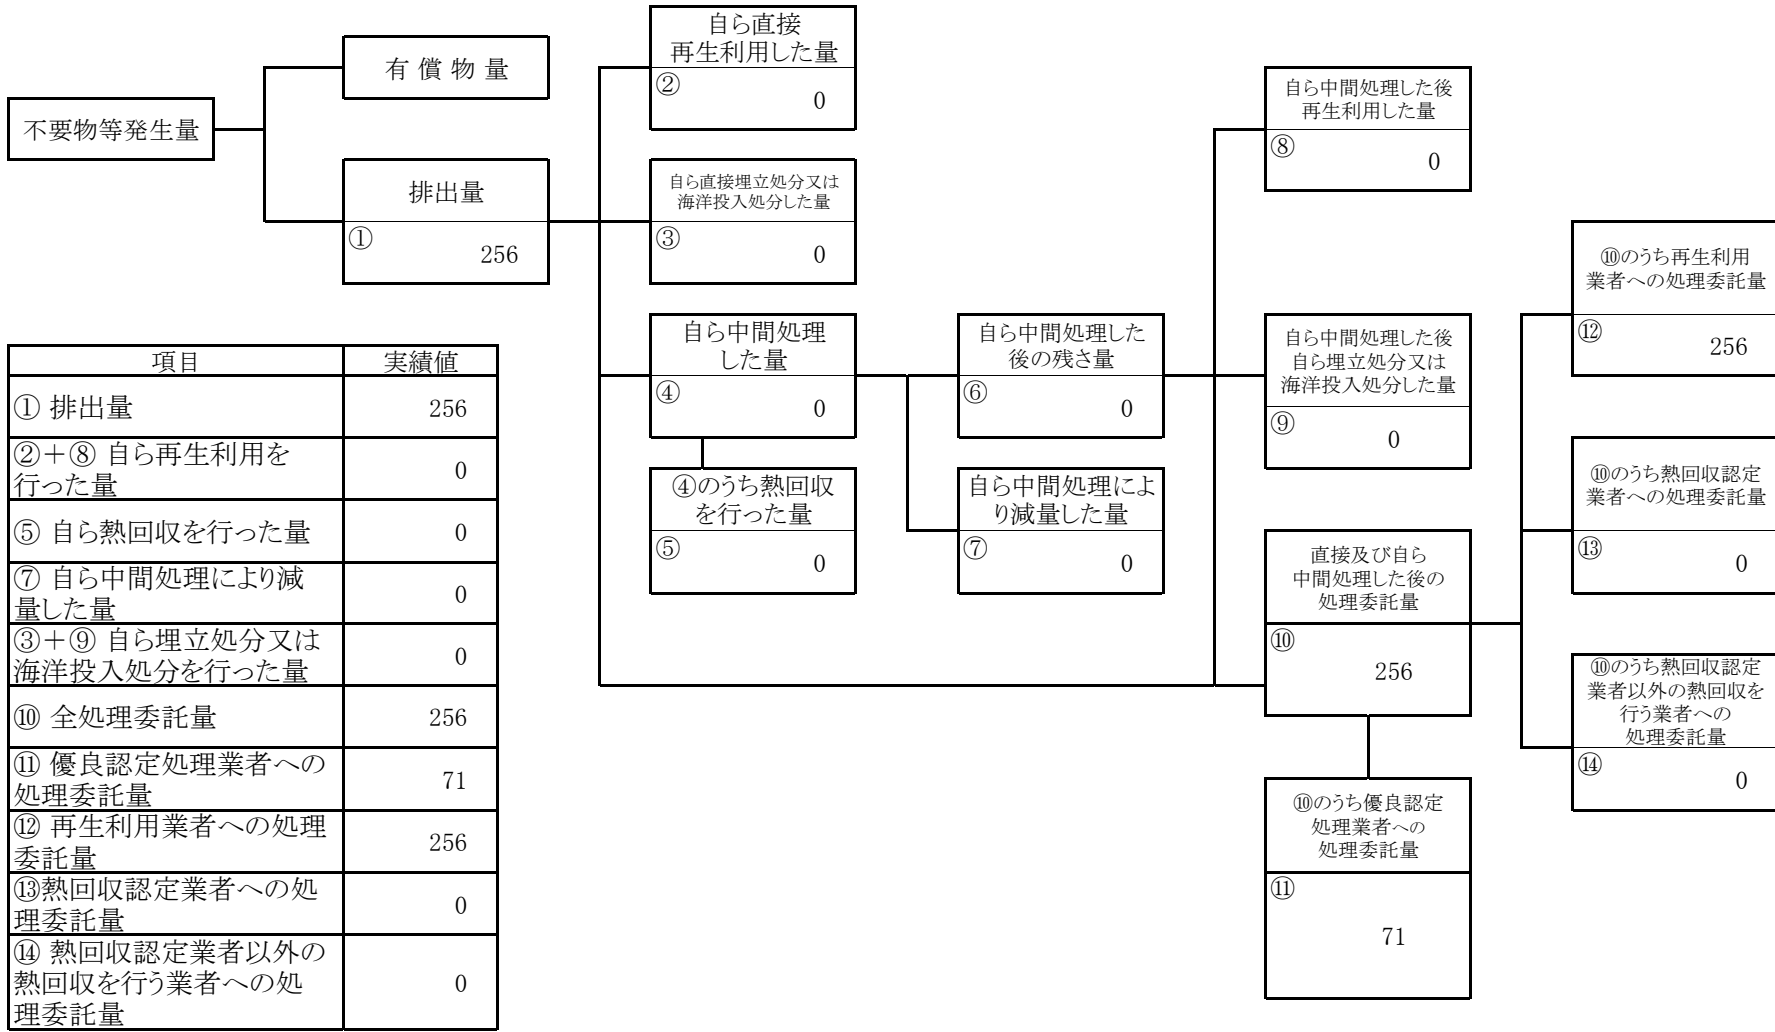 不要物等発生量
有 償 物 量
排出量
①
256
自ら直接
再生利用した量
②
0
自ら直接埋立処分又は
海洋投入処分した量
③
0
自ら中間処理
した量
④
0
④のうち熱回収
を行った量
⑤
0
自ら中間処理した
後の残さ量
⑥
0
自ら中間処理によ
り減量した量
⑦
0
自ら中間処理した後
再生利用した量
⑧
0
自ら中間処理した後
自ら埋立処分又は
海洋投入処分した量
⑨
0
直接及び自ら
中間処理した後の
処理委託量
⑩
256
⑩のうち優良認定
処理業者への
処理委託量
⑪
71
⑩のうち再生利用
業者への処理委託量
⑫
256
⑩のうち熱回収認定
業者への処理委託量
⑬
0
⑩のうち熱回収認定
業者以外の熱回収を
行う業者への
処理委託量
⑭
0
項目 実績値
① 排出量 256
②+⑧ 自ら再生利用を
行った量 0
⑤ 自ら熱回収を行った量 0
⑦ 自ら中間処理により減
量した量 0
③+⑨ 自ら埋立処分又は
海洋投入処分を行った量 0
⑩ 全処理委託量 256
⑪ 優良認定処理業者への
処理委託量 71
⑫ 再生利用業者への処理
委託量 256
⑬熱回収認定業者への処
理委託量 0
⑭ 熱回収認定業者以外の
熱回収を行う業者への処
理委託量 0